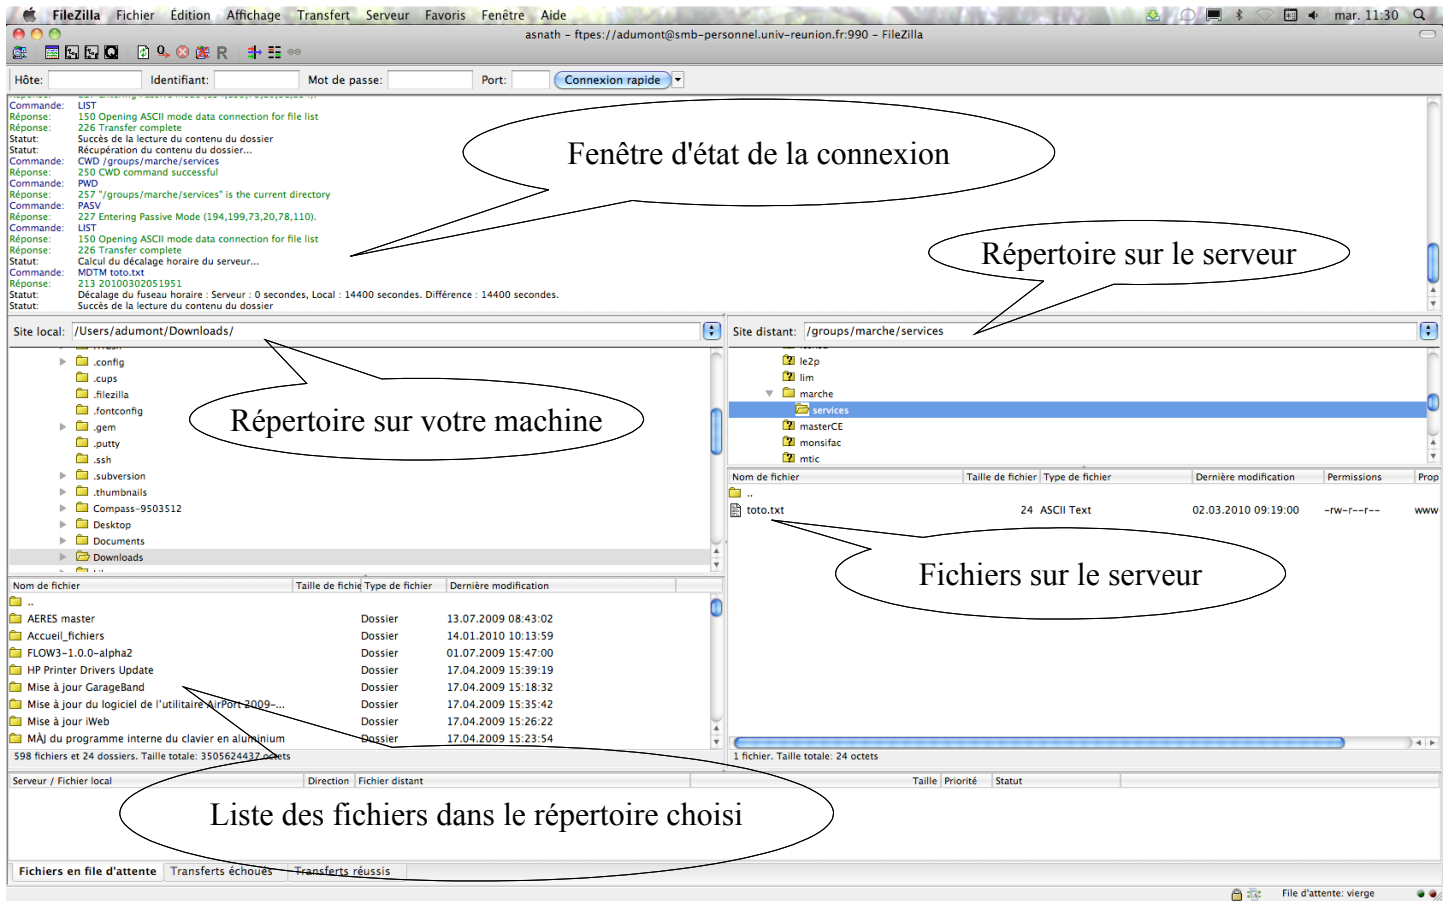 FileZilla Fichier Édition Affichage Transfert Serveur Favoris Fenêtre Aide mar. 11:30
asnath – ftpes://adumont@smb-personnel.univ-reunion.fr:990 – FileZilla
Hôte: Identifiant: Mot de passe: Port: Connexion rapide
Commande: LIST
Réponse: 150 Opening ASCII mode data connection for file list
Réponse: 226 Transfer complete
Statut: Succès de la lecture du contenu du dossier
Statut: Récupération du contenu du dossier...
Commande: CWD /groups/marche/services
Réponse: 250 CWD command successful
Commande: PWD
Réponse: 257 "/groups/marche/services" is the current directory
Commande: PASV
Réponse: 227 Entering Passive Mode (194,199,73,20,78,110).
Commande: LIST
Réponse: 150 Opening ASCII mode data connection for file list
Réponse: 226 Transfer complete
Statut: Calcul du décalage horaire du serveur...
Commande: MDTM toto.txt
Réponse: 213 20100302051951
Statut: Décalage du fuseau horaire : Serveur : 0 secondes, Local : 14400 secondes. Différence : 14400 secondes.
Statut: Succès de la lecture du contenu du dossier
Fenêtre d'état de la connexion
Répertoire sur le serveur
Site local: /Users/adumont/Downloads/
.config
.cups
.filezilla
.fontconfig
.gem
.putty
.ssh
.subversion
.thumbnails
Compass-9503512
Desktop
Documents
Downloads
Répertoire sur votre machine
Site distant: /groups/marche/services
le2p
lim
marche
services
masterCE
monsifac
mtic
Nom de fichier Taille de fichier Type de fichier Dernière modification Permissions Prop
..
toto.txt 24 ASCII Text 02.03.2010 09:19:00 -rw-r--r-- www
Fichiers sur le serveur
1 fichier. Taille totale: 24 octets
Nom de fichier Taille de fichie Type de fichier Dernière modification
..
AERES master Dossier 13.07.2009 08:43:02
Accueil_fichiers Dossier 14.01.2010 10:13:59
FLOW3-1.0.0-alpha2 Dossier 01.07.2009 15:47:00
HP Printer Drivers Update Dossier 17.04.2009 15:39:19
Mise à jour GarageBand Dossier 17.04.2009 15:18:32
Mise à jour du logiciel de l'utilitaire AirPort 2009-... Dossier 17.04.2009 15:35:42
Mise à jour iWeb Dossier 17.04.2009 15:26:22
MÀJ du programme interne du clavier en aluminium Dossier 17.04.2009 15:23:54
598 fichiers et 24 dossiers. Taille totale: 3505624437 octets
Serveur / Fichier local Direction Fichier distant Taille Priorité Statut
Liste des fichiers dans le répertoire choisi
Fichiers en file d'attente Transferts échoués Transferts réussis
File d'attente: vierge